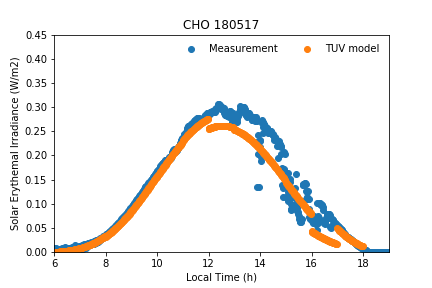 CHO 180517
Measurement
TUV model
Solar Erythemal Irradiance (W/m2)
0.45
0.40
0.35
0.30
0.25
0.20
0.15
0.10
0.05
0.00
6 8 10 12 14 16 18
Local Time (h)